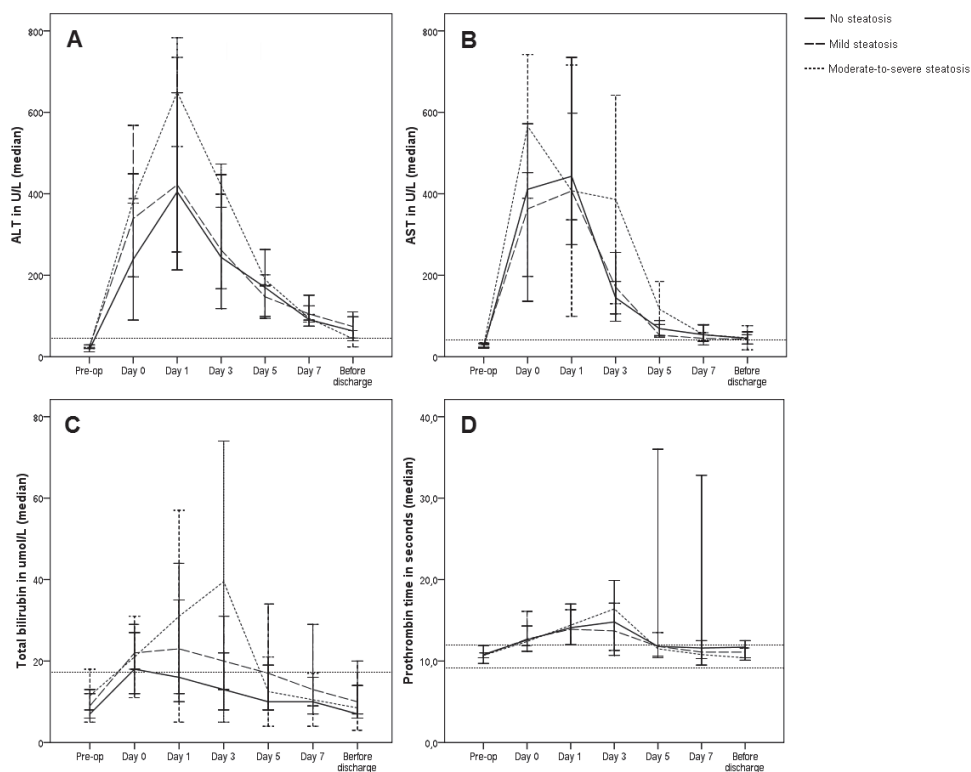 No steatosis
Mild steatosis
Moderate-to-severe steatosis
A
ALT in U/L (median)
800
600
400
200
0
Pre-op Day 0 Day 1 Day 3 Day 5 Day 7 Before
discharge
B
AST in U/L (median)
800
600
400
200
0
Pre-op Day 0 Day 1 Day 3 Day 5 Day 7 Before
discharge
C
Total bilirubin in umol/L (median)
80
60
40
20
0
Pre-op Day 0 Day 1 Day 3 Day 5 Day 7 Before
discharge
D
Prothrombin time in seconds (median)
40,0
30,0
20,0
10,0
0,0
Pre-op Day 0 Day 1 Day 3 Day 5 Day 7 Before
discharge